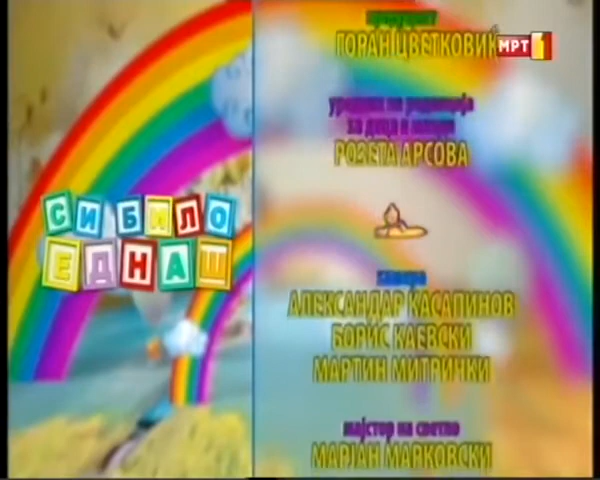 МРТ 1
СИ БИЛО
ЕДНАШ
продуцент
ГОРАН ЦВЕТКОВИЌ
уредник на редакција
за деца и млади
РОЗЕТА АРСОВА
камера
АЛЕКСАНДАР КАСАПИНОВ
БОРИС КАЕВСКИ
МАРТИН МИТРИЧКИ
мајстор на светло
МАРЈАН МАРКОВСКИ